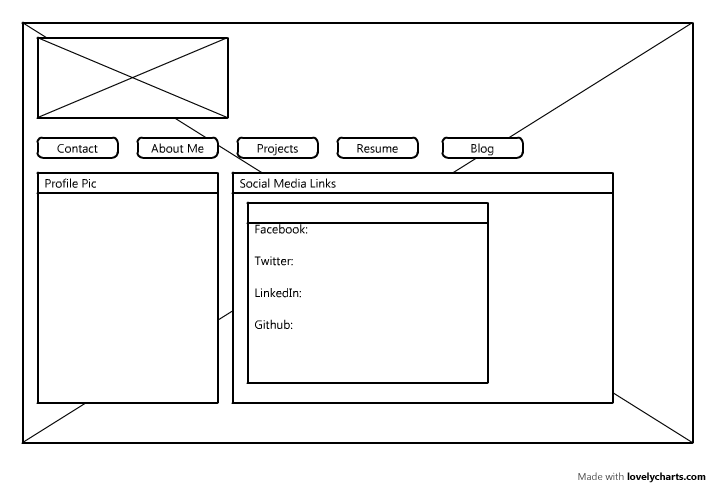 Contact About Me Projects Resume Blog
Profile Pic Social Media Links
Facebook:
Twitter:
LinkedIn:
Github:
Made with lovelycharts.com